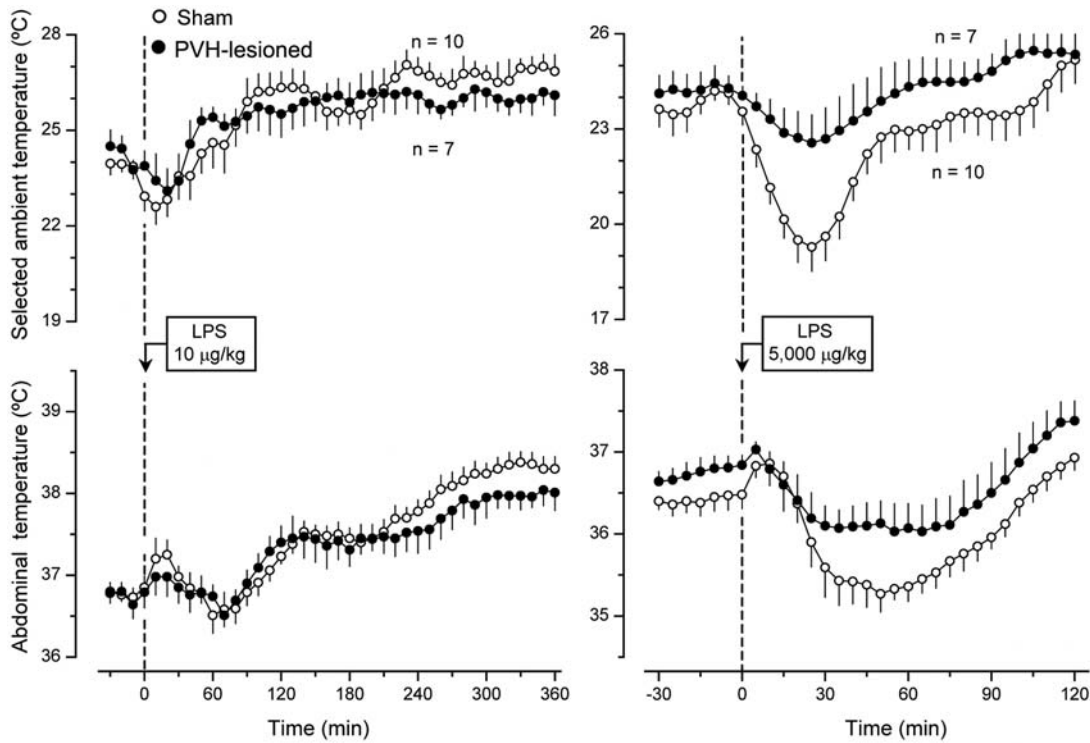 Sham
PVH-lesioned
Selected ambient temperature (ºC)
28
25
22
19
n = 10
n = 7
26
23
20
17
n = 7
n = 10
LPS
10 µg/kg
LPS
5,000 µg/kg
Abdominal temperature (ºC)
39
38
37
36
38
37
36
35
0
60
120
180
240
300
360
Time (min)
-30
0
30
60
90
120
Time (min)